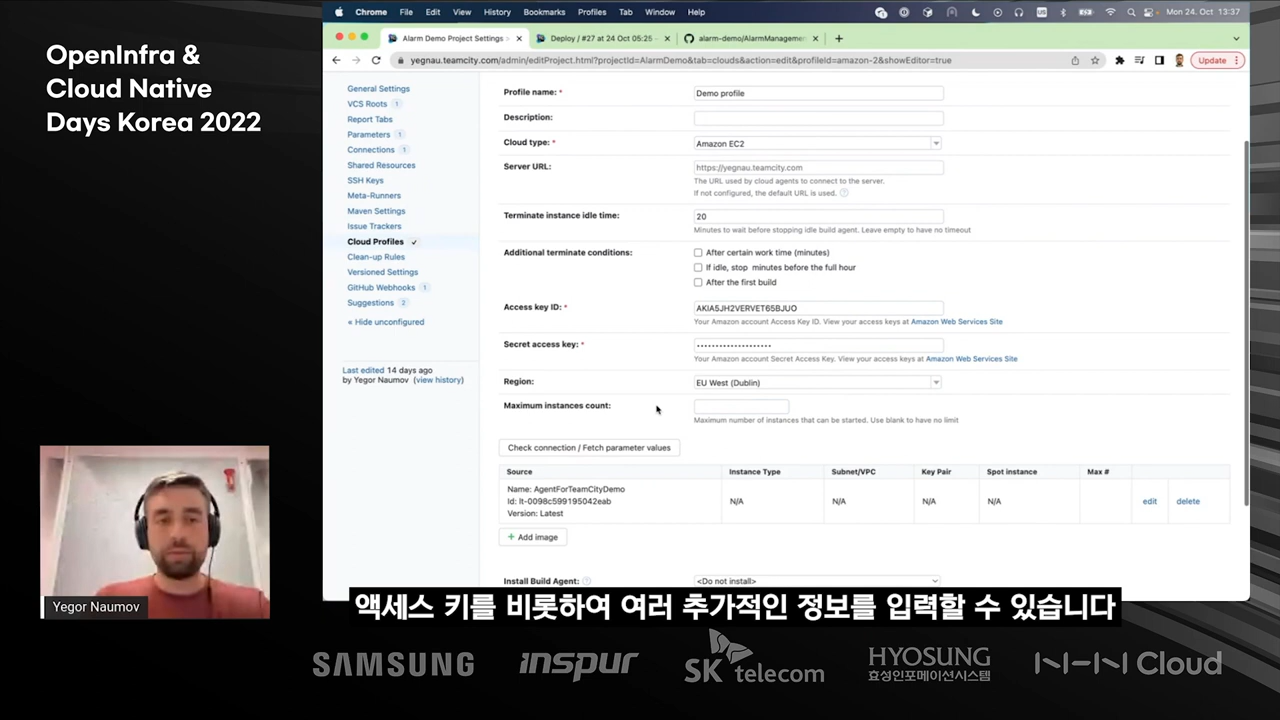 OpenInfra &
Cloud Native
Days Korea 2022
Chrome File Edit View History Bookmarks Profiles Tab Window Help
Mon 24. Oct 13:37
Alarm Demo Project Settings >
Deploy / #27 at 24 Oct 05:25 -
alarm-demo/AlarmManageme
yegnau.teamcity.com/admin/editProject.html?projectId=AlarmDemo&tab=clouds&action=edit&profileId=amazon-2&showEditor=true
Update
General Settings
VCS Roots 1
Report Tabs
Parameters 1
Connections 1
Shared Resources
SSH Keys
Meta-Runners
Maven Settings
Issue Trackers
Cloud Profiles ✓
Clean-up Rules
Versioned Settings
GitHub Webhooks 1
Suggestions 2
« Hide unconfigured
Last edited 14 days ago
by Yegor Naumov (view history)
Profile name: * Demo profile
Description:
Cloud type: * Amazon EC2
Server URL: https://yegnau.teamcity.com
The URL used by cloud agents to connect to the server.
If not configured, the default URL is used. ?
Terminate instance idle time: 20
Minutes to wait before stopping idle build agent. Leave empty to have no timeout
Additional terminate conditions: After certain work time (minutes)
If idle, stop minutes before the full hour
After the first build
Access key ID: * AKIA5JH2VERVET65BJUO
Your Amazon account Access Key ID. View your access keys at Amazon Web Services Site
Secret access key: * ••••••••••••••••••••
Your Amazon account Secret Access Key. View your access keys at Amazon Web Services Site
Region: EU West (Dublin)
Maximum instances count:
Maximum number of instances that can be started. Use blank to have no limit
Check connection / Fetch parameter values
Source Instance Type Subnet/VPC Key Pair Spot instance Max #
Name: AgentForTeamCityDemo
Id: lt-0098c599195042eab
Version: Latest
N/A N/A N/A N/A edit delete
+ Add image
Install Build Agent: ? <Do not install>
Yegor Naumov
액세스 키를 비롯하여 여러 추가적인 정보를 입력할 수 있습니다
SAMSUNG
inspur
SK telecom
HYOSUNG
효성인포메이션시스템
NHN Cloud